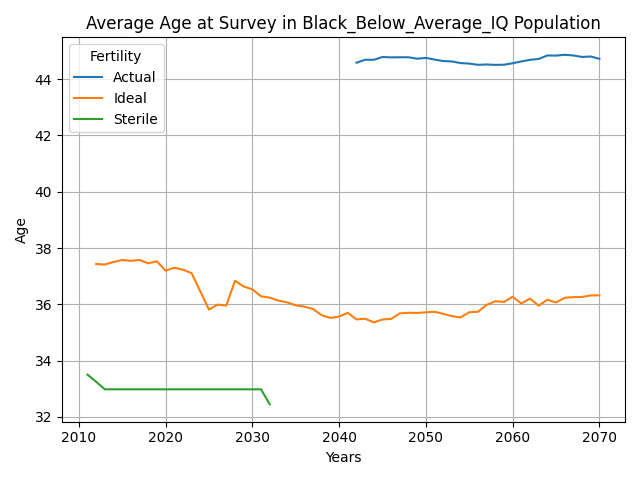 Average Age at Survey in Black_Below_Average_IQ Population
Fertility
Actual
Ideal
Sterile
Age
44
42
40
38
36
34
32
2010 2020 2030 2040 2050 2060 2070
Years